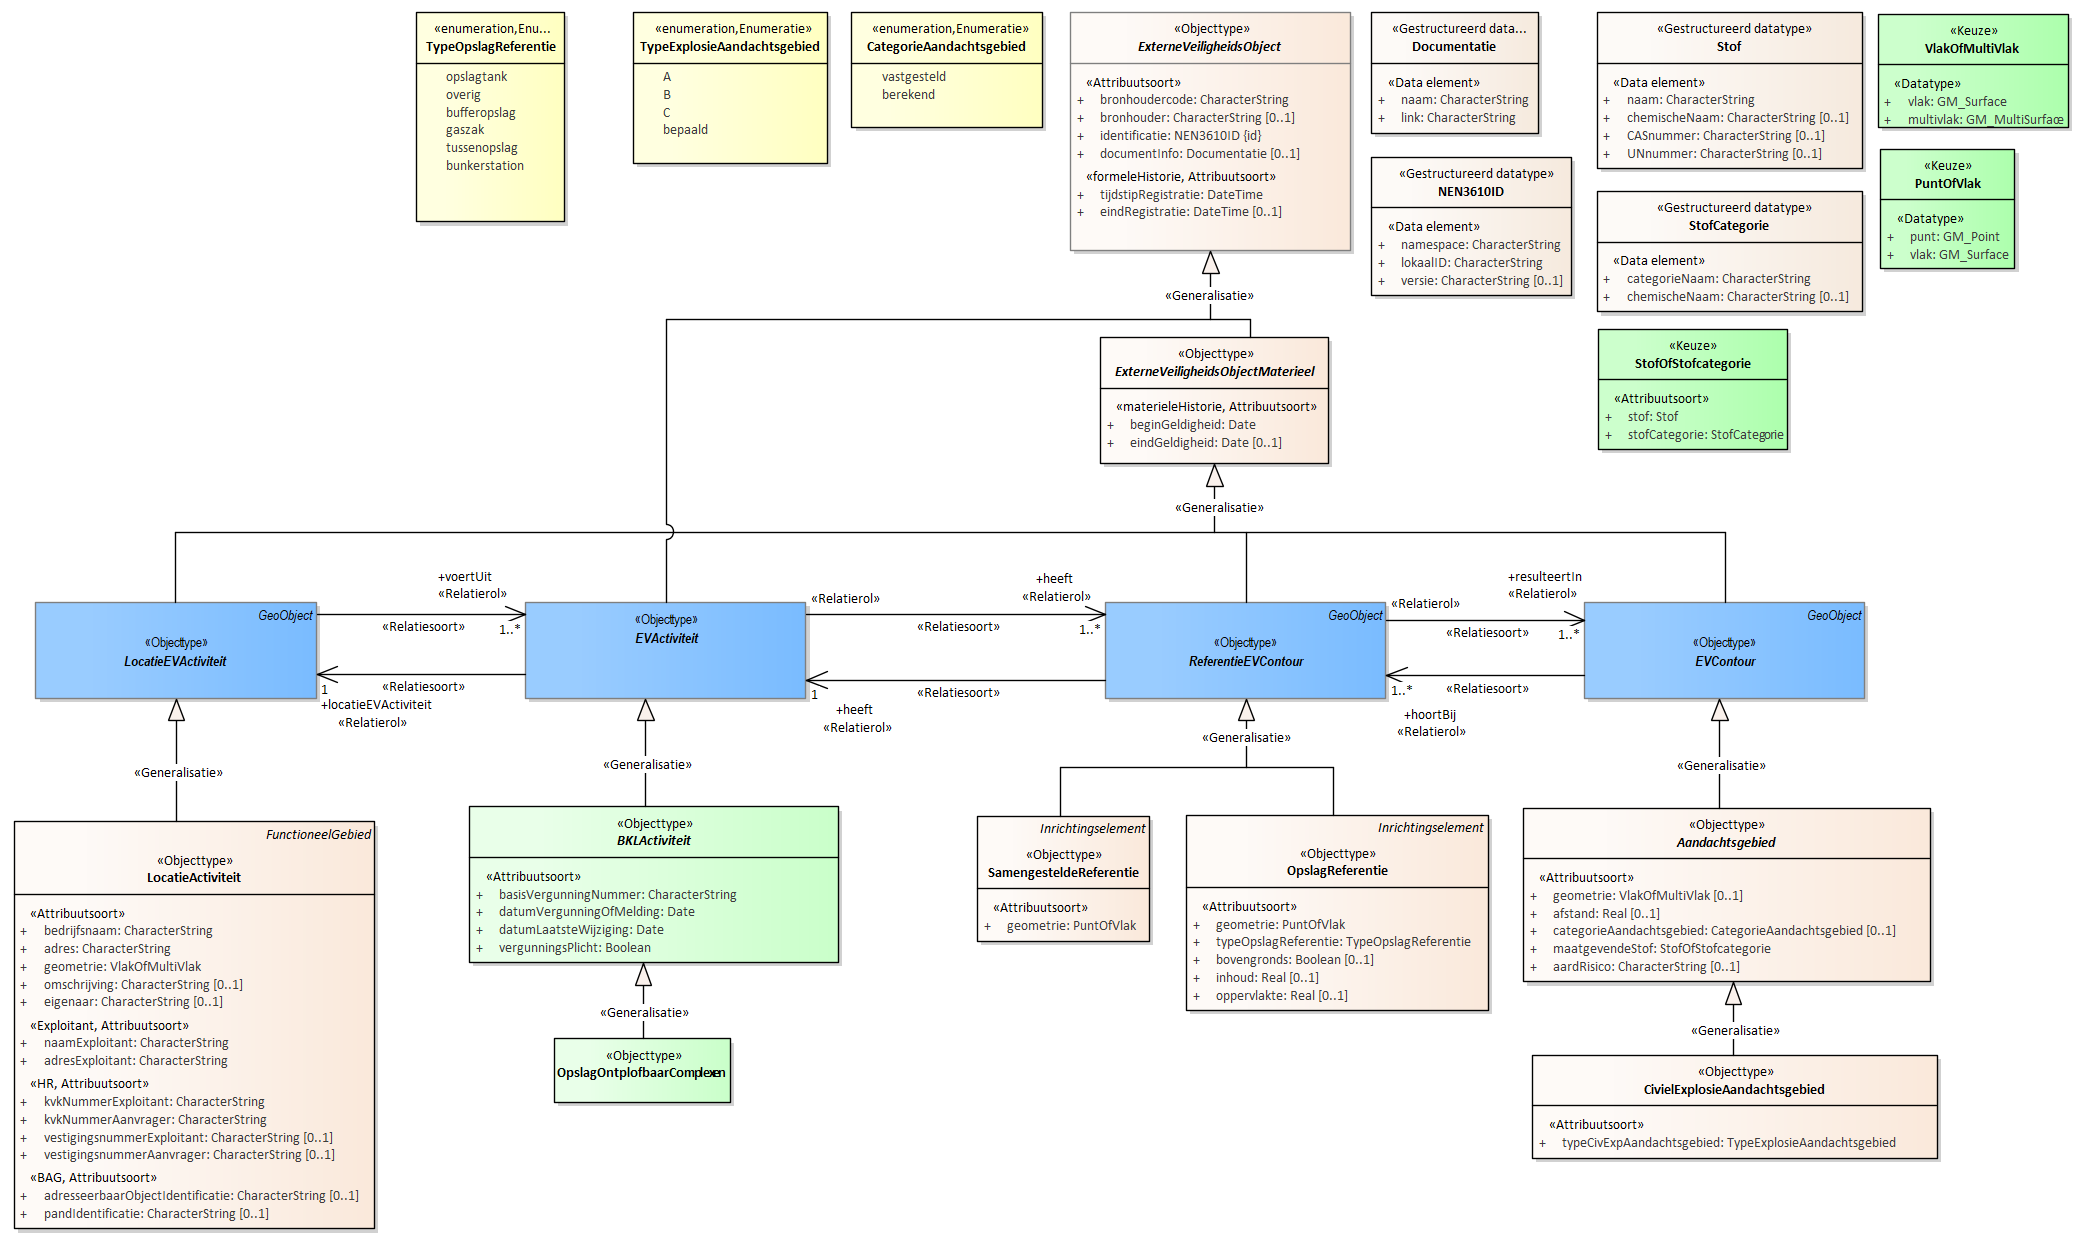 «enumeration,Enu...
TypeOpslagReferentie
opslagtank
overig
bufferopslag
gaszak
tussenopslag
bunkerstation
«enumeration,Enumeratie»
TypeExplosieAandachtsgebied
A
B
C
bepaald
«enumeration,Enumeratie»
CategorieAandachtsgebied
vastgesteld
berekend
«Objecttype»
ExterneVeiligheidsObject
«Attribuutsoort»
+ bronhoudercode: CharacterString
+ bronhouder: CharacterString [0..1]
+ identificatie: NEN3610ID {id}
+ documentInfo: Documentatie [0..1]
«formeleHistorie, Attribuutsoort»
+ tijdstipRegistratie: DateTime
+ eindRegistratie: DateTime [0..1]
«Gestructureerd data...
Documentatie
«Data element»
+ naam: CharacterString
+ link: CharacterString
«Gestructureerd datatype»
NEN3610ID
«Data element»
+ namespace: CharacterString
+ lokaalID: CharacterString
+ versie: CharacterString [0..1]
«Gestructureerd datatype»
Stof
«Data element»
+ naam: CharacterString
+ chemischeNaam: CharacterString [0..1]
+ CASnummer: CharacterString [0..1]
+ UNnummer: CharacterString [0..1]
«Gestructureerd datatype»
StofCategorie
«Data element»
+ categorieNaam: CharacterString
+ chemischeNaam: CharacterString [0..1]
«Keuze»
StofOfStofcategorie
«Attribuutsoort»
+ stof: Stof
+ stofCategorie: StofCategorie
«Keuze»
VlakOfMultiVlak
«Datatype»
+ vlak: GM_Surface
+ multivlak: GM_MultiSurface
«Keuze»
PuntOfVlak
«Datatype»
+ punt: GM_Point
+ vlak: GM_Surface
«Generalisatie»
«Objecttype»
ExterneVeiligheidsObjectMaterieel
«materieleHistorie, Attribuutsoort»
+ beginGeldigheid: Date
+ eindGeldigheid: Date [0..1]
«Generalisatie»
GeoObject
«Objecttype»
LocatieEVActiviteit
+voertUit
«Relatierol»
«Relatiesoort»
1..*
«Relatiesoort»
1
+locatieEVActiviteit
«Relatierol»
«Objecttype»
EVActiviteit
«Relatierol»
+heeft
«Relatierol»
«Relatiesoort»
1..*
«Relatiesoort»
1
+heeft
«Relatierol»
GeoObject
«Objecttype»
ReferentieEVContour
«Relatierol»
+resulteertIn
«Relatierol»
«Relatiesoort»
1..*
«Relatiesoort»
1..*
+hoortBij
«Relatierol»
GeoObject
«Objecttype»
EVContour
«Generalisatie»
«Generalisatie»
«Generalisatie»
«Generalisatie»
FunctioneelGebied
«Objecttype»
LocatieActiviteit
«Attribuutsoort»
+ bedrijfsnaam: CharacterString
+ adres: CharacterString
+ geometrie: VlakOfMultiVlak
+ omschrijving: CharacterString [0..1]
+ eigenaar: CharacterString [0..1]
«Exploitant, Attribuutsoort»
+ naamExploitant: CharacterString
+ adresExploitant: CharacterString
«HR, Attribuutsoort»
+ kvkNummerExploitant: CharacterString
+ kvkNummerAanvrager: CharacterString
+ vestigingsnummerExploitant: CharacterString [0..1]
+ vestigingsnummerAanvrager: CharacterString [0..1]
«BAG, Attribuutsoort»
+ adresseerbaarObjectIdentificatie: CharacterString [0..1]
+ pandIdentificatie: CharacterString [0..1]
«Objecttype»
BKLActiviteit
«Attribuutsoort»
+ basisVergunningNummer: CharacterString
+ datumVergunningOfMelding: Date
+ datumLaatsteWijziging: Date
+ vergunningsPlicht: Boolean
«Generalisatie»
«Objecttype»
OpslagOntplofbaarComplexen
Inrichtingselement
«Objecttype»
SamengesteldeReferentie
«Attribuutsoort»
+ geometrie: PuntOfVlak
Inrichtingselement
«Objecttype»
OpslagReferentie
«Attribuutsoort»
+ geometrie: PuntOfVlak
+ typeOpslagReferentie: TypeOpslagReferentie
+ bovengronds: Boolean [0..1]
+ inhoud: Real [0..1]
+ oppervlakte: Real [0..1]
«Objecttype»
Aandachtsgebied
«Attribuutsoort»
+ geometrie: VlakOfMultiVlak [0..1]
+ afstand: Real [0..1]
+ categorieAandachtsgebied: CategorieAandachtsgebied [0..1]
+ maatgevendeStof: StofOfStofcategorie
+ aardRisico: CharacterString [0..1]
«Generalisatie»
«Objecttype»
CivielExplosieAandachtsgebied
«Attribuutsoort»
+ typeCivExpAandachtsgebied: TypeExplosieAandachtsgebied